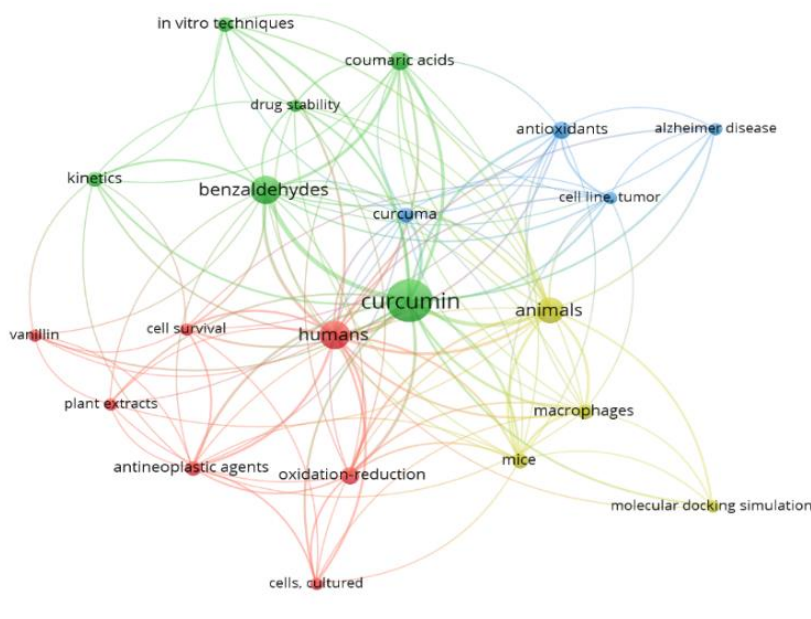 in vitro techniques
coumaric acids
drug stability
antioxidants
alzheimer disease
kinetics
benzaldehydes
cell line, tumor
curcuma
curcumin
animals
vanillin
cell survival
humans
plant extracts
macrophages
antineoplastic agents
oxidation-reduction
mice
molecular docking simulation
cells, cultured